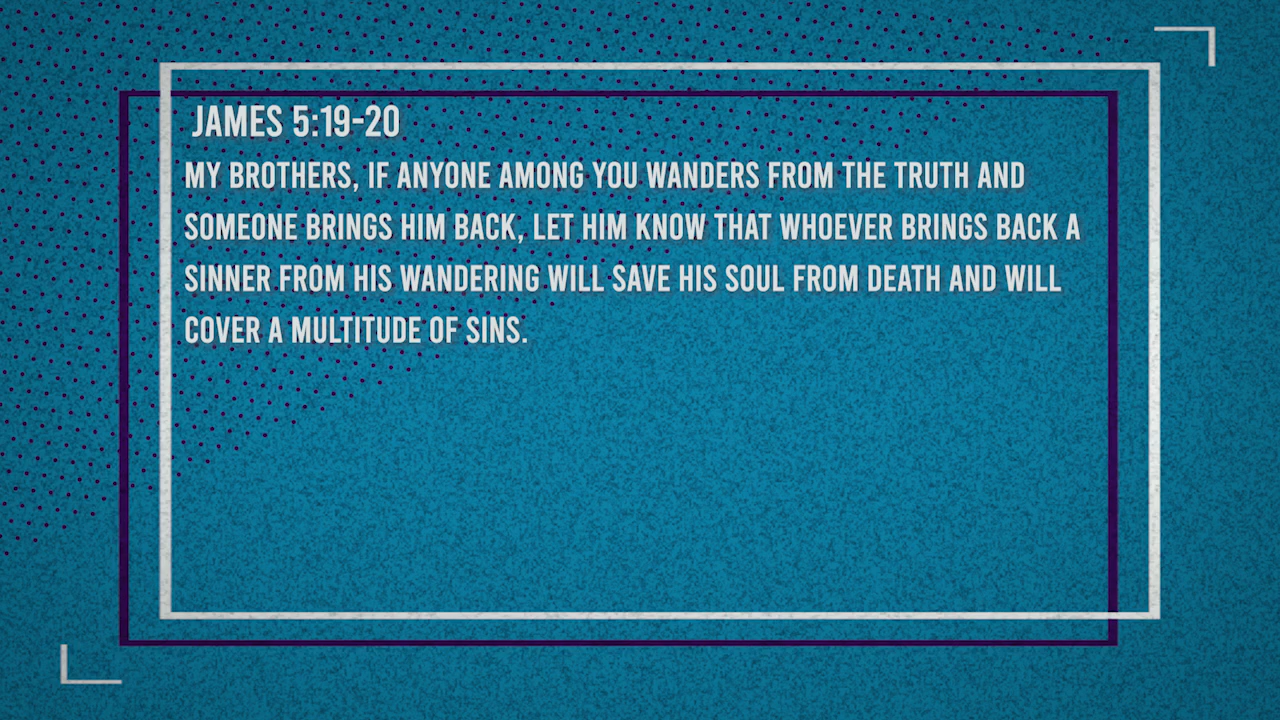 JAMES 5:19-20
MY BROTHERS, IF ANYONE AMONG YOU WANDERS FROM THE TRUTH AND
SOMEONE BRINGS HIM BACK, LET HIM KNOW THAT WHOEVER BRINGS BACK A
SINNER FROM HIS WANDERING WILL SAVE HIS SOUL FROM DEATH AND WILL
COVER A MULTITUDE OF SINS.